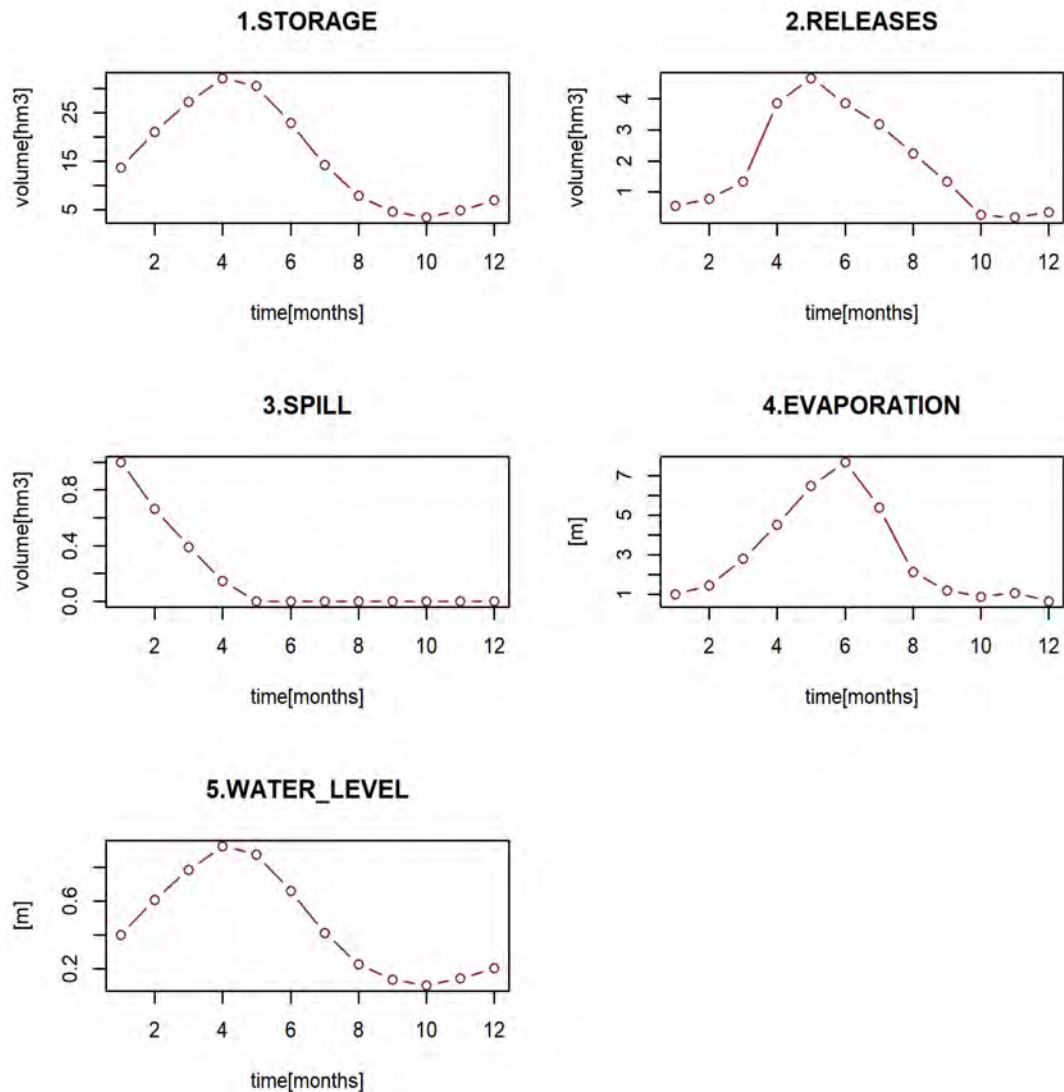 1.STORAGE
volume[hm3]
25
15
5
2 4 6 8 10 12
time[months]
2.RELEASES
volume[hm3]
4
3
2
1
2 4 6 8 10 12
time[months]
3.SPILL
volume[hm3]
0.8
0.4
0.0
2 4 6 8 10 12
time[months]
4.EVAPORATION
[m]
7
5
3
1
2 4 6 8 10 12
time[months]
5.WATER_LEVEL
[m]
0.6
0.2
2 4 6 8 10 12
time[months]